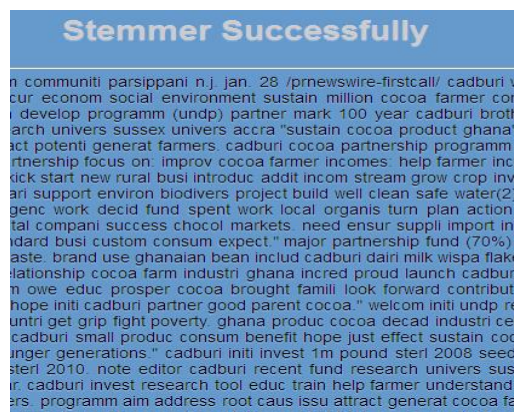 Stemmer Successfully
m communiti parsippani n.j. jan. 28 /prnewswire-firstcall/ cadburi
cur econom social environment sustain million cocoa farmer
develop programm (undp) partner mark 100 year cadburi
arch univers sussex univers accra "sustain cocoa product ghana"
act potenti generat farmers. cadburi cocoa partnership programm
rtnership focus on: improv cocoa farmer incomes: help farmer
kick start new rural busi introduc addit incom stream grow crop
ari support environ biodivers project build well clean safe water(2)
genc work decid fund spent work local organis turn plan action
tal compani success chocol markets. need ensur suppli import
ndard busi custom consum expect." major partnership fund (70%)
aste. brand use ghanaian bean includ cadburi dairi milk wispa flake
elationship cocoa farm industri ghana incred proud launch cadbur
m owe educ prosper cocoa brought famili look forward contribut
hope initi cadburi partner good parent cocoa." welcom initi undp
untri get grip fight poverty. ghana produc cocoa decad industri
cadburi small produc consum benefit hope just effect sustain
unger generations." cadburi initi invest 1m pound sterl 2008 seed
sterl 2010. note editor cadburi recent fund research univers
r. cadburi invest research tool educ train help farmer understand
ers. programm aim address root caus issu attract generat cocoa